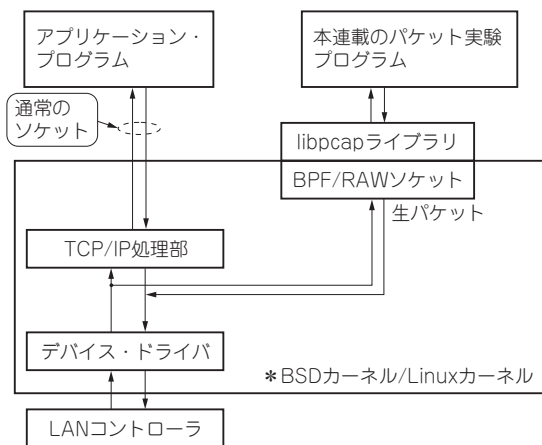 アプリケーション・
プログラム
本連載のパケット実験
プログラム
通常の
ソケット
libpcapライブラリ
BPF/RAWソケット
生パケット
TCP/IP処理部
デバイス・ドライバ
＊BSDカーネル/Linuxカーネル
LANコントローラ